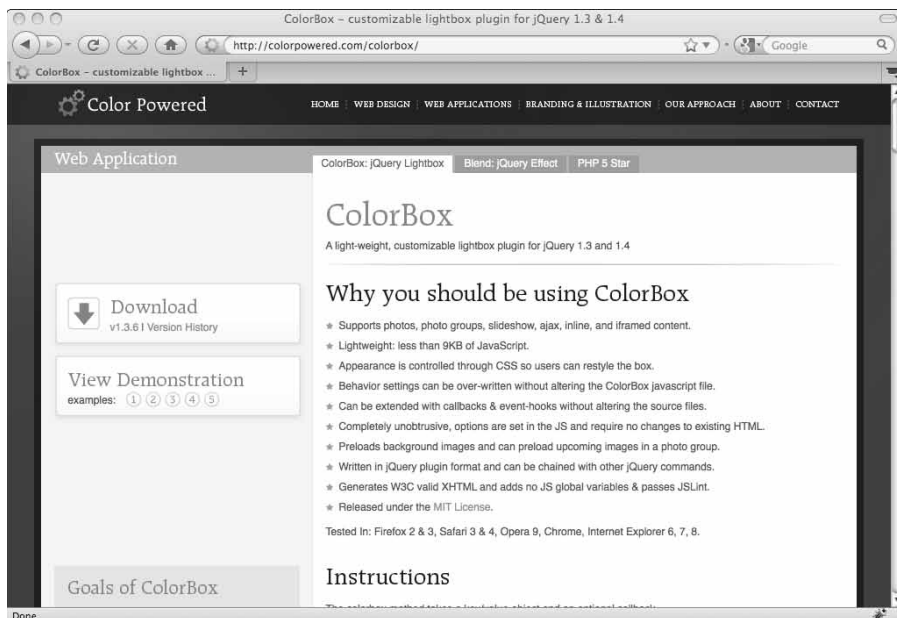 ColorBox – customizable lightbox plugin for jQuery 1.3 & 1.4
http://colorpowered.com/colorbox/
Google
ColorBox – customizable lightbox ...
Color Powered
HOME WEB DESIGN WEB APPLICATIONS BRANDING & ILLUSTRATION OUR APPROACH ABOUT CONTACT
Web Application
ColorBox: jQuery Lightbox Blend: jQuery Effect PHP 5 Star
ColorBox
A light-weight, customizable lightbox plugin for jQuery 1.3 and 1.4
Download
v1.3.6 | Version History
View Demonstration
examples: 1 2 3 4 5
Why you should be using ColorBox
Supports photos, photo groups, slideshow, ajax, inline, and iframed content.
Lightweight: less than 9KB of JavaScript.
Appearance is controlled through CSS so users can restyle the box.
Behavior settings can be over-written without altering the ColorBox javascript file.
Can be extended with callbacks & event-hooks without altering the source files.
Completely unobtrusive, options are set in the JS and require no changes to existing HTML.
Preloads background images and can preload upcoming images in a photo group.
Written in jQuery plugin format and can be chained with other jQuery commands.
Generates W3C valid XHTML and adds no JS global variables & passes JSLint.
Released under the MIT License.
Tested In: Firefox 2 & 3, Safari 3 & 4, Opera 9, Chrome, Internet Explorer 6, 7, 8.
Goals of ColorBox
Instructions
Done